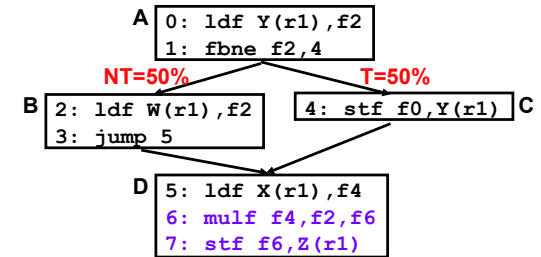 A
0: ldf Y(r1),f2
1: fbne f2,4
NT=50%
T=50%
B
2: ldf W(r1),f2
3: jump 5
4: stf f0,Y(r1)
C
D
5: ldf X(r1),f4
6: mulf f4,f2,f6
7: stf f6,Z(r1)